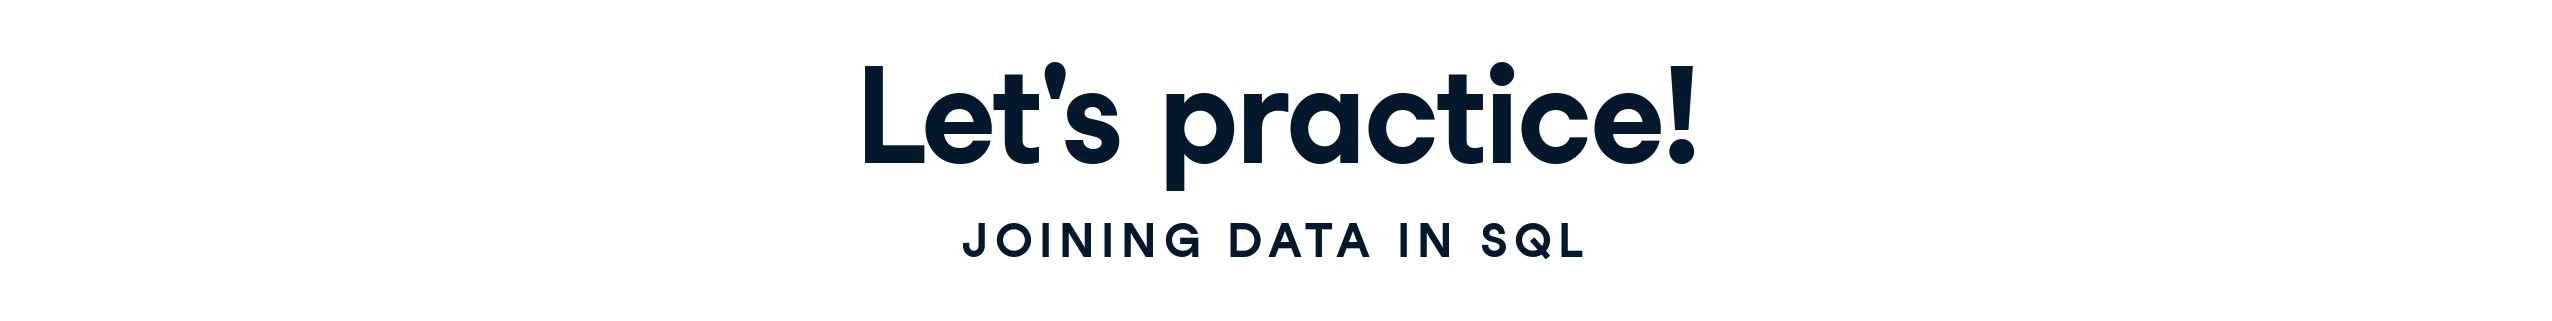 Let's practice!
JOINING DATA IN SQL